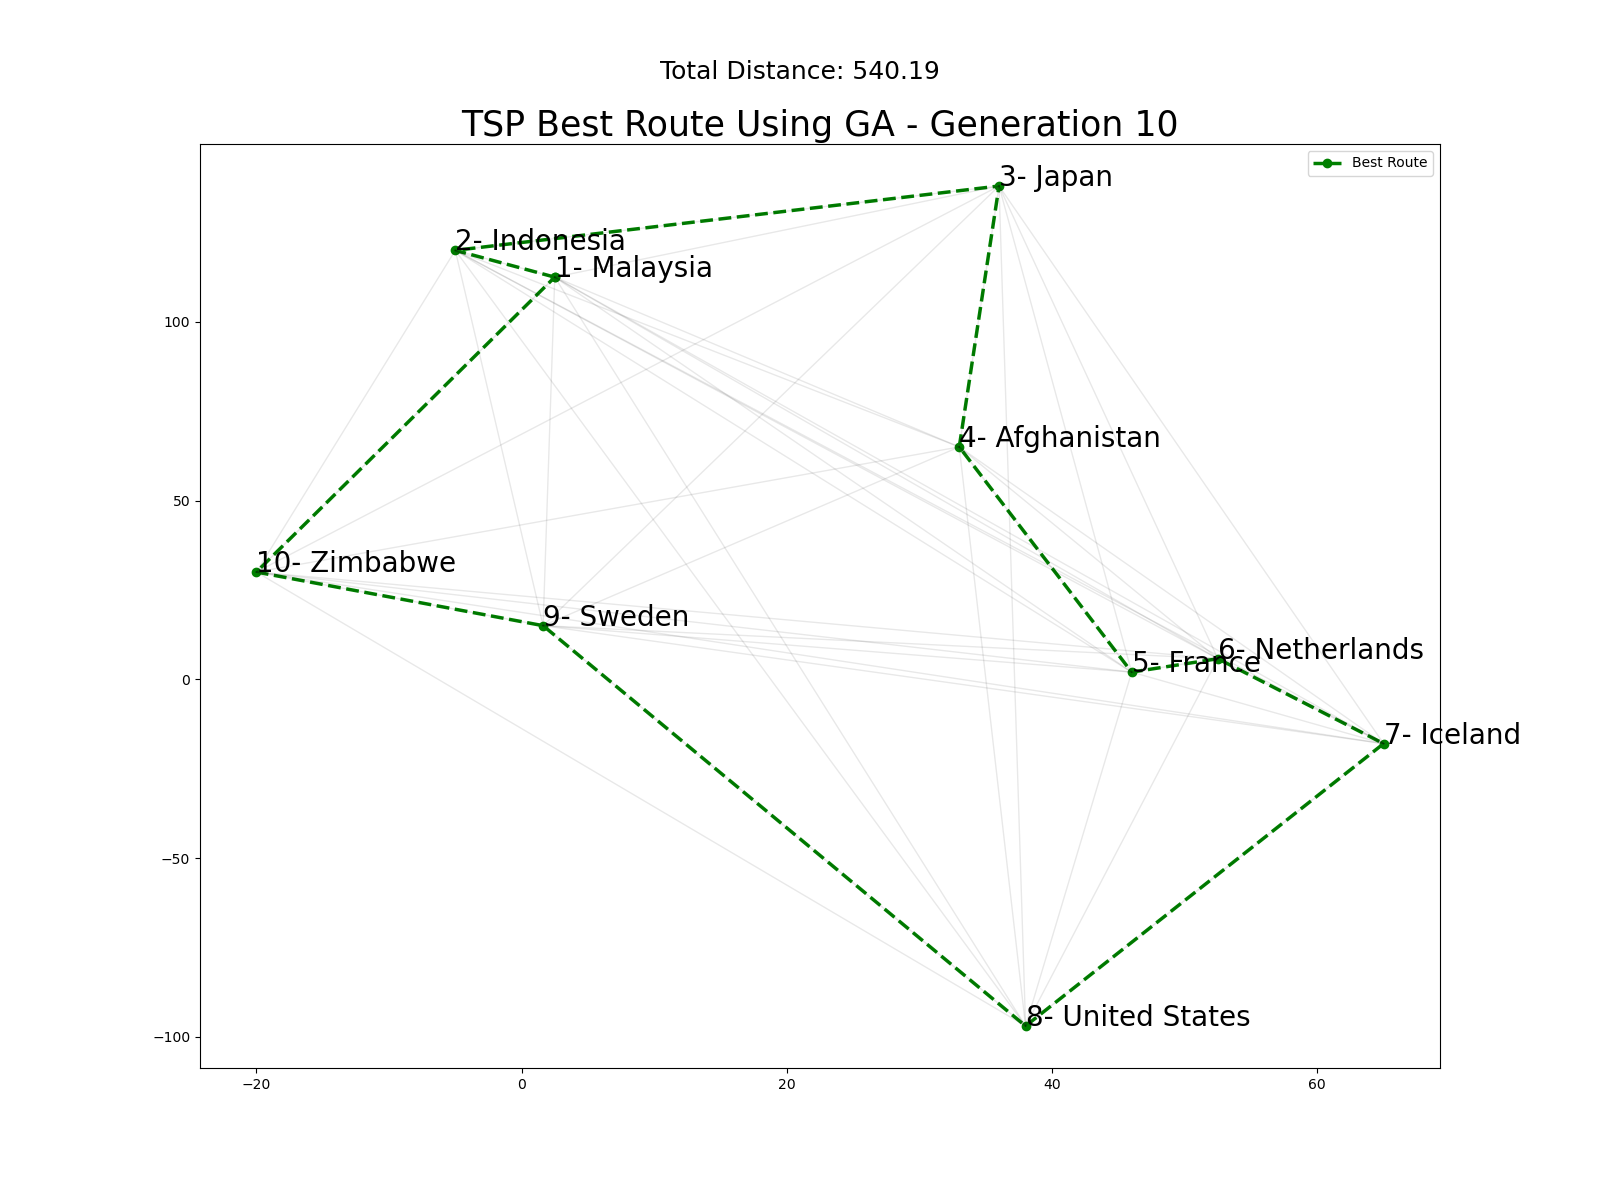 Total Distance: 540.19
TSP Best Route Using GA - Generation 10
Best Route
3- Japan
2- Indonesia
1- Malaysia
4- Afghanistan
10- Zimbabwe
9- Sweden
6- Netherlands
5- France
7- Iceland
8- United States
100
50
0
−50
−100
−20
0
20
40
60